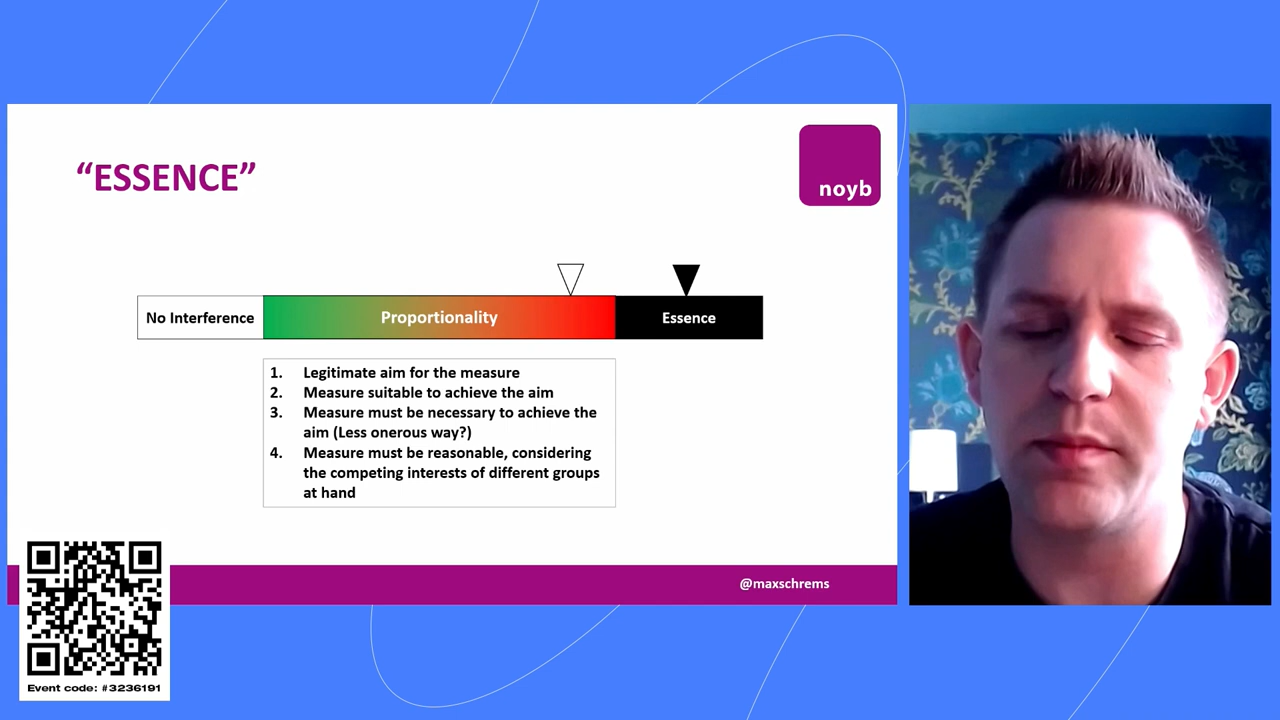 “ESSENCE”
noyb
No Interference
Proportionality
Essence
1. Legitimate aim for the measure
2. Measure suitable to achieve the aim
3. Measure must be necessary to achieve the
aim (Less onerous way?)
4. Measure must be reasonable, considering
the competing interests of different groups
at hand
@maxschrems
Event code: #3236191